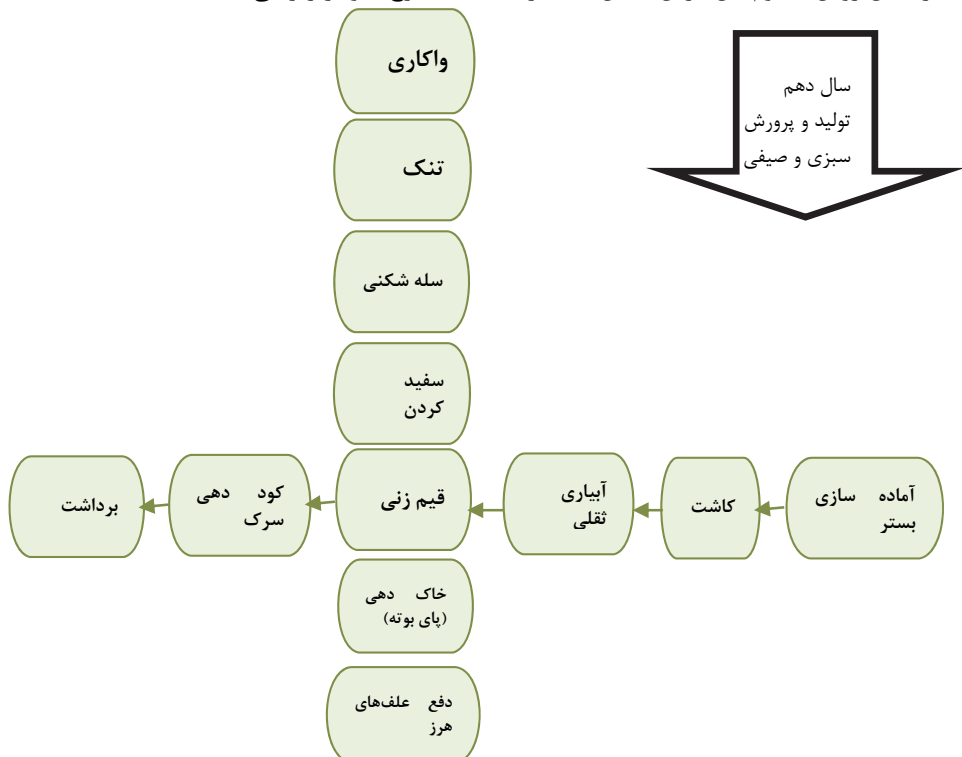 سال دهم
تولید و پرورش
سبزی و صیفی
واکاری
تنک
سله شکنی
سفید
کردن
آماده سازی
بستر
کاشت
آبیاری
ثقلی
قیم زنی
کود دهی
سرک
برداشت
خاک دهی
(پای بوته)
دفع علف‌های
هرز